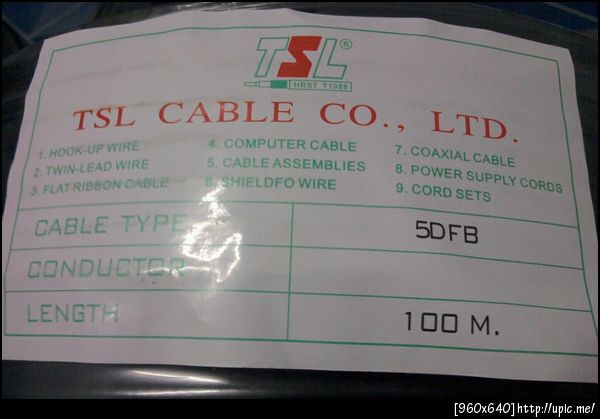 TSL®
HRST T1988
TSL CABLE CO., LTD.
1. HOOK-UP WIRE 4. COMPUTER CABLE 7. COAXIAL CABLE
2. TWIN-LEAD WIRE 5. CABLE ASSEMBLIES 8. POWER SUPPLY CORDS
3. FLAT RIBBON CABLE 6. SHIELDFO WIRE 9. CORD SETS
CABLE TYPE 5DFB
CONDUCTOR
LENGTH 100 M.
[960x640]http://upic.me/